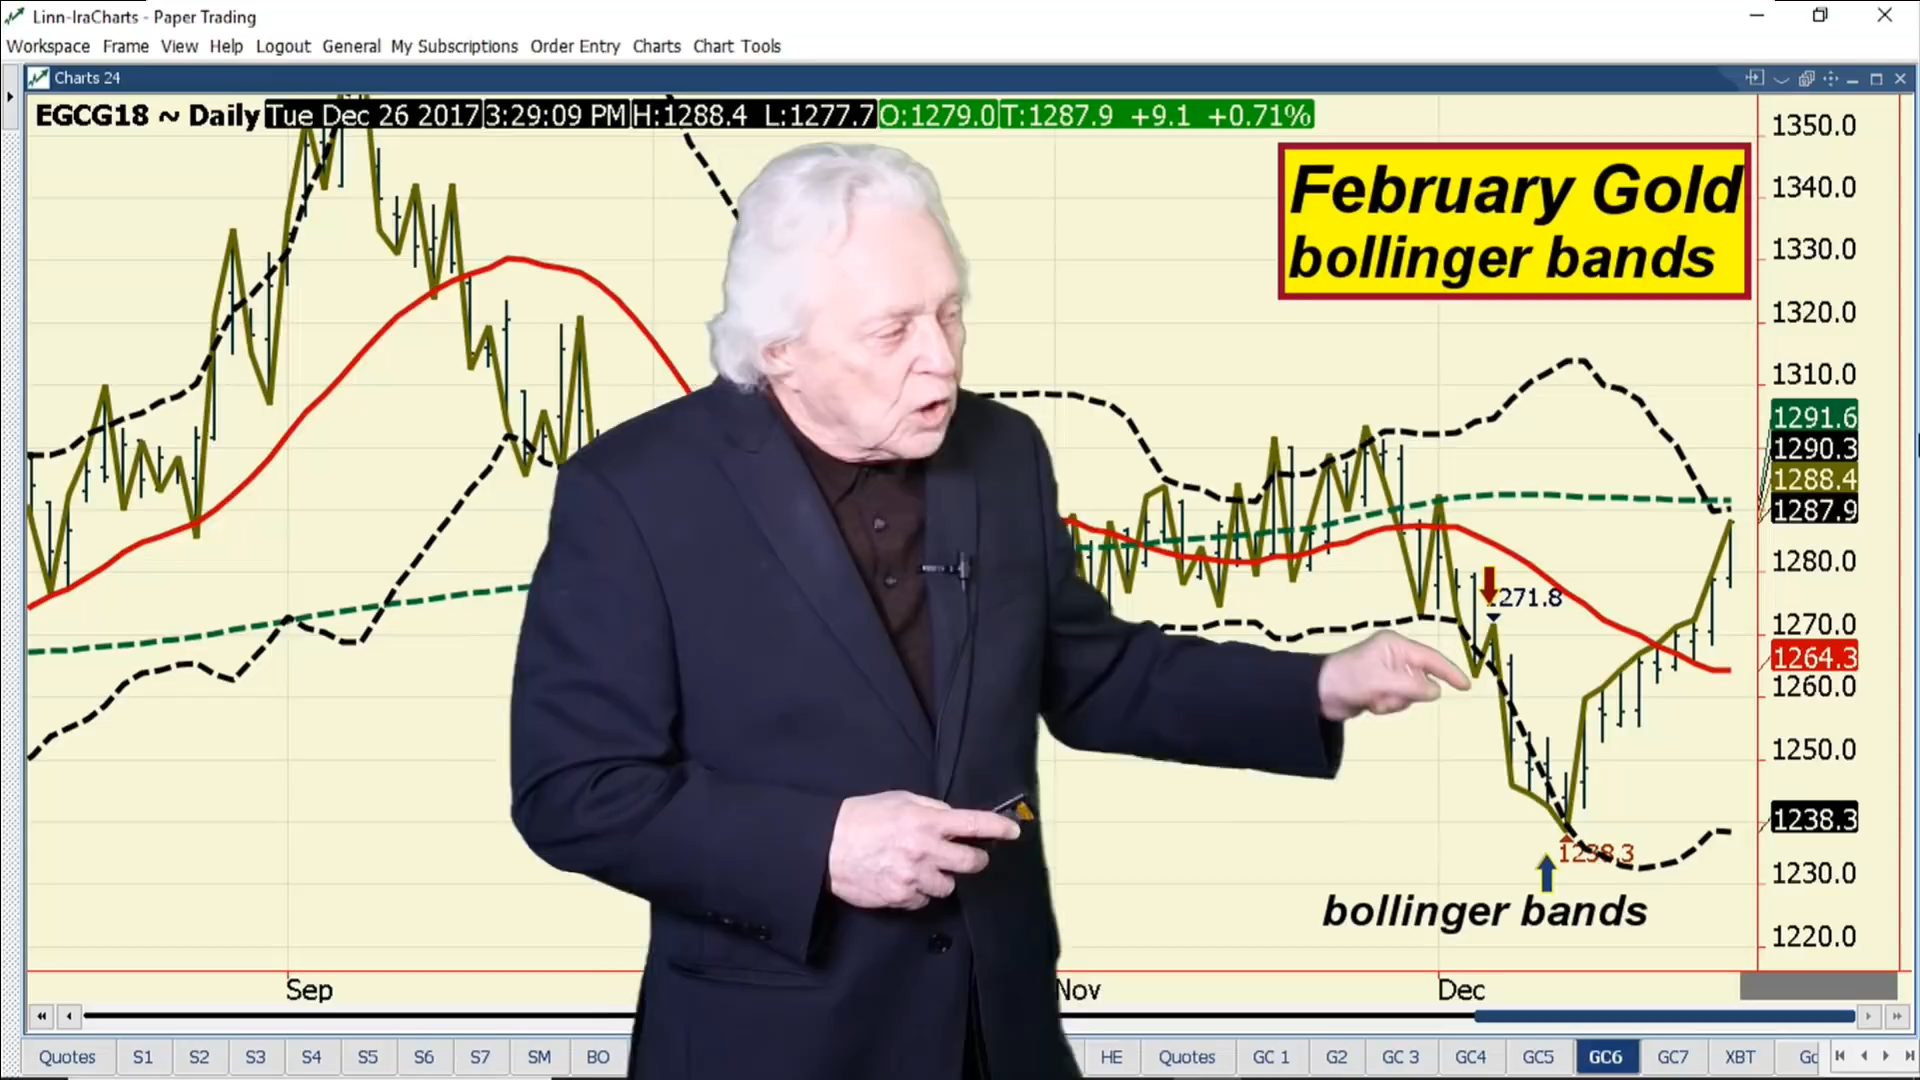 Linn-IraCharts - Paper Trading
Workspace Frame View Help Logout General My Subscriptions Order Entry Charts Chart Tools
Charts 24
EGCG18 ~ Daily Tue Dec 26 2017 3:29:09 PM H:1288.4 L:1277.7 O:1279.0 T:1287.9 +9.1 +0.71%
February Gold
bollinger bands
1350.0
1340.0
1330.0
1320.0
1310.0
1291.6
1290.3
1288.4
1287.9
1280.0
1271.8
1270.0
1264.3
1260.0
1250.0
1238.3
1238.3
1230.0
bollinger bands
1220.0
Sep Nov Dec
Quotes S1 S2 S3 S4 S5 S6 S7 SM BO HE Quotes GC 1 G2 GC 3 GC4 GC5 GC6 GC7 XBT